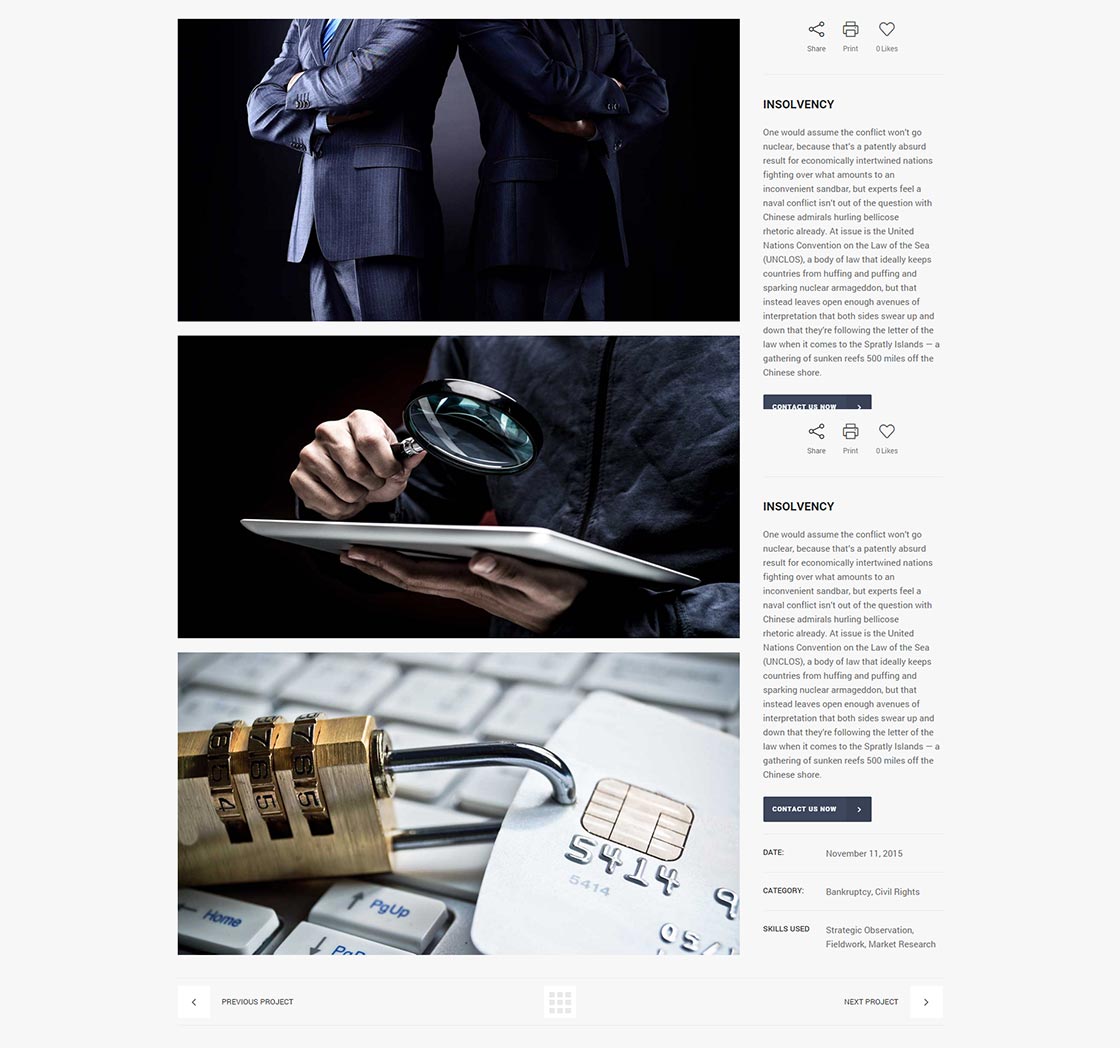 Share Print 0 Likes
INSOLVENCY
One would assume the conflict won't go
nuclear, because that's a patently absurd
result for economically intertwined nations
fighting over what amounts to an
inconvenient sandbar, but experts feel a
naval conflict isn't out of the question with
Chinese admirals hurling bellicose
rhetoric already. At issue is the United
Nations Convention on the Law of the Sea
(UNCLOS), a body of law that ideally keeps
countries from huffing and puffing and
sparking nuclear armageddon, but that
instead leaves open enough avenues of
interpretation that both sides swear up and
down that they're following the letter of the
law when it comes to the Spratly Islands — a
gathering of sunken reefs 500 miles off the
Chinese shore.
CONTACT US NOW
Share Print 0 Likes
INSOLVENCY
One would assume the conflict won't go
nuclear, because that's a patently absurd
result for economically intertwined nations
fighting over what amounts to an
inconvenient sandbar, but experts feel a
naval conflict isn't out of the question with
Chinese admirals hurling bellicose
rhetoric already. At issue is the United
Nations Convention on the Law of the Sea
(UNCLOS), a body of law that ideally keeps
countries from huffing and puffing and
sparking nuclear armageddon, but that
instead leaves open enough avenues of
interpretation that both sides swear up and
down that they're following the letter of the
law when it comes to the Spratly Islands — a
gathering of sunken reefs 500 miles off the
Chinese shore.
CONTACT US NOW
DATE: November 11, 2015
CATEGORY: Bankruptcy, Civil Rights
SKILLS USED Strategic Observation,
Fieldwork, Market Research
5414 9
5414
05/
Home
PgUp
PREVIOUS PROJECT
NEXT PROJECT